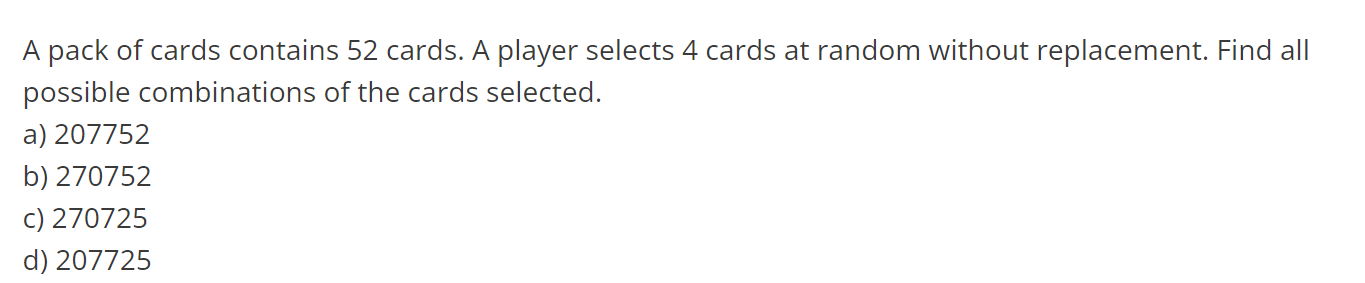 A pack of cards contains 52 cards. A player selects 4 cards at random without replacement. Find all
possible combinations of the cards selected.
a) 207752
b) 270752
c) 270725
d) 207725